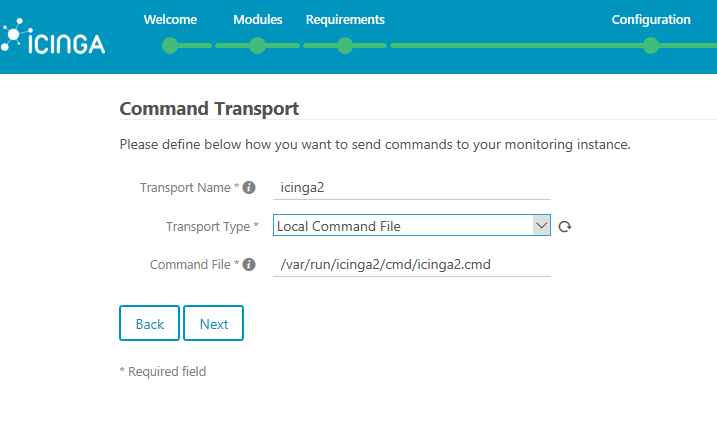 icinga
Welcome Modules Requirements Configuration
Command Transport
Please define below how you want to send commands to your monitoring instance.
Transport Name * i icinga2
Transport Type * Local Command File
Command File * i /var/run/icinga2/cmd/icinga2.cmd
Back Next
* Required field